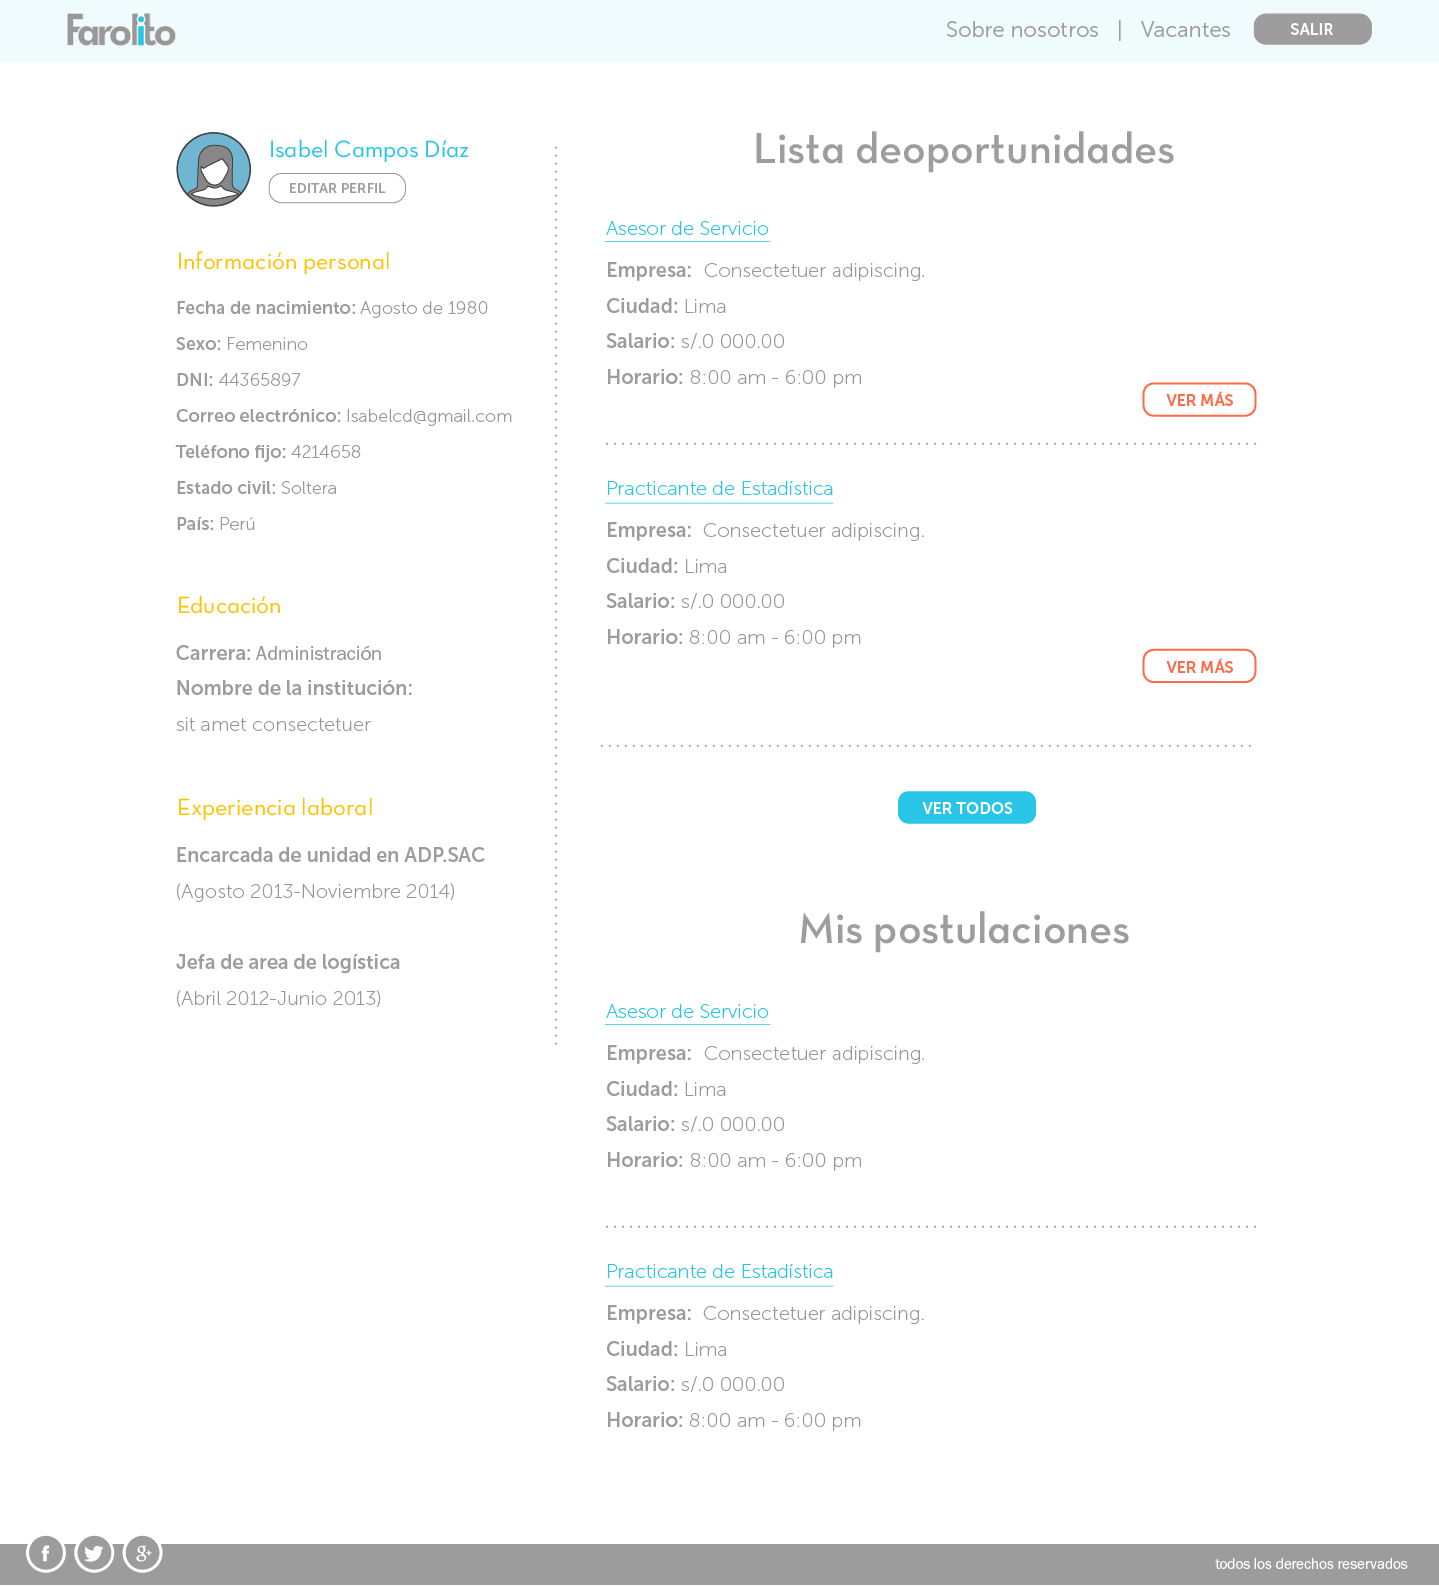 Farolito
Sobre nosotros | Vacantes SALIR
Isabel Campos Díaz
EDITAR PERFIL
Información personal
Fecha de nacimiento: Agosto de 1980
Sexo: Femenino
DNI: 44365897
Correo electrónico: Isabelcd@gmail.com
Teléfono fijo: 4214658
Estado civil: Soltera
País: Perú
Educación
Carrera: Administración
Nombre de la institución:
sit amet consectetuer
Experiencia laboral
Encarcada de unidad en ADP.SAC
(Agosto 2013-Noviembre 2014)
Jefa de area de logística
(Abril 2012-Junio 2013)
Lista deoportunidades
Asesor de Servicio
Empresa: Consectetuer adipiscing.
Ciudad: Lima
Salario: s/.0 000.00
Horario: 8:00 am - 6:00 pm
VER MÁS
Practicante de Estadística
Empresa: Consectetuer adipiscing.
Ciudad: Lima
Salario: s/.0 000.00
Horario: 8:00 am - 6:00 pm
VER MÁS
VER TODOS
Mis postulaciones
Asesor de Servicio
Empresa: Consectetuer adipiscing.
Ciudad: Lima
Salario: s/.0 000.00
Horario: 8:00 am - 6:00 pm
Practicante de Estadística
Empresa: Consectetuer adipiscing.
Ciudad: Lima
Salario: s/.0 000.00
Horario: 8:00 am - 6:00 pm
todos los derechos reservados